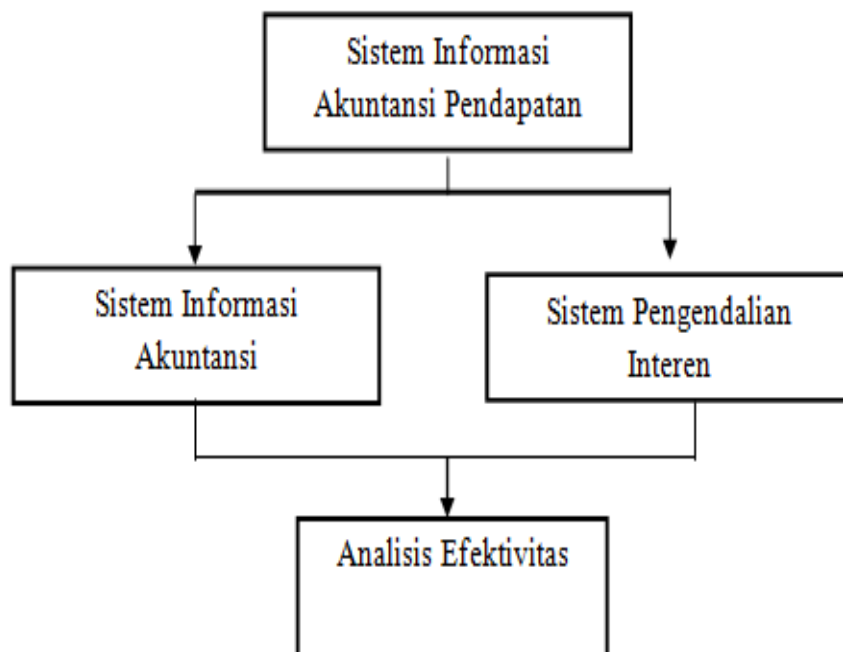 Sistem Informasi
Akuntansi Pendapatan
Sistem Informasi
Akuntansi
Sistem Pengendalian
Interen
Analisis Efektivitas